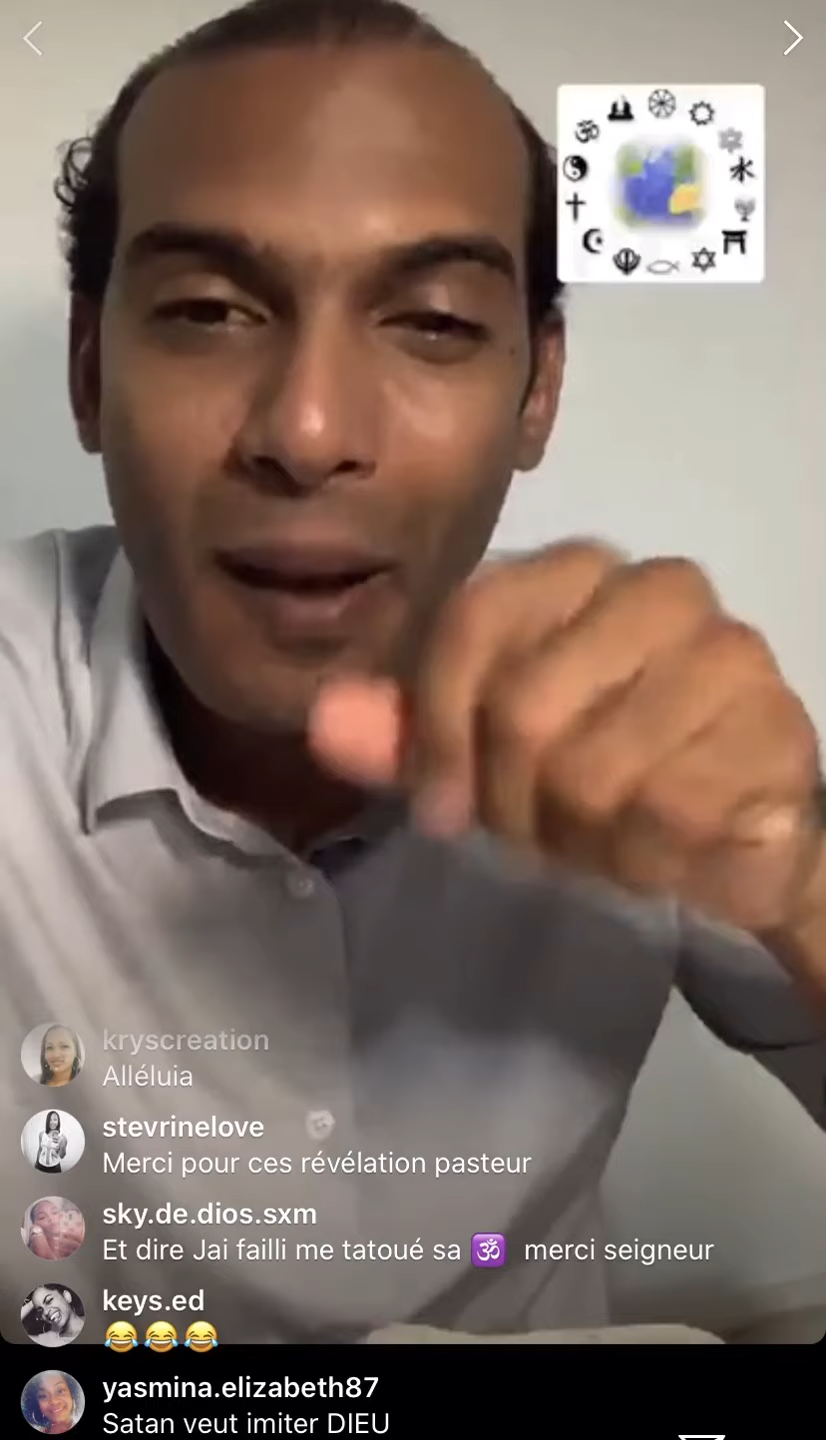 kryscreation
Alléluia
stevrinelove
Merci pour ces révélation pasteur
sky.de.dios.sxm
Et dire Jai failli me tatoué sa 🕉️ merci seigneur
keys.ed
😂😂😂
yasmina.elizabeth87
Satan veut imiter DIEU